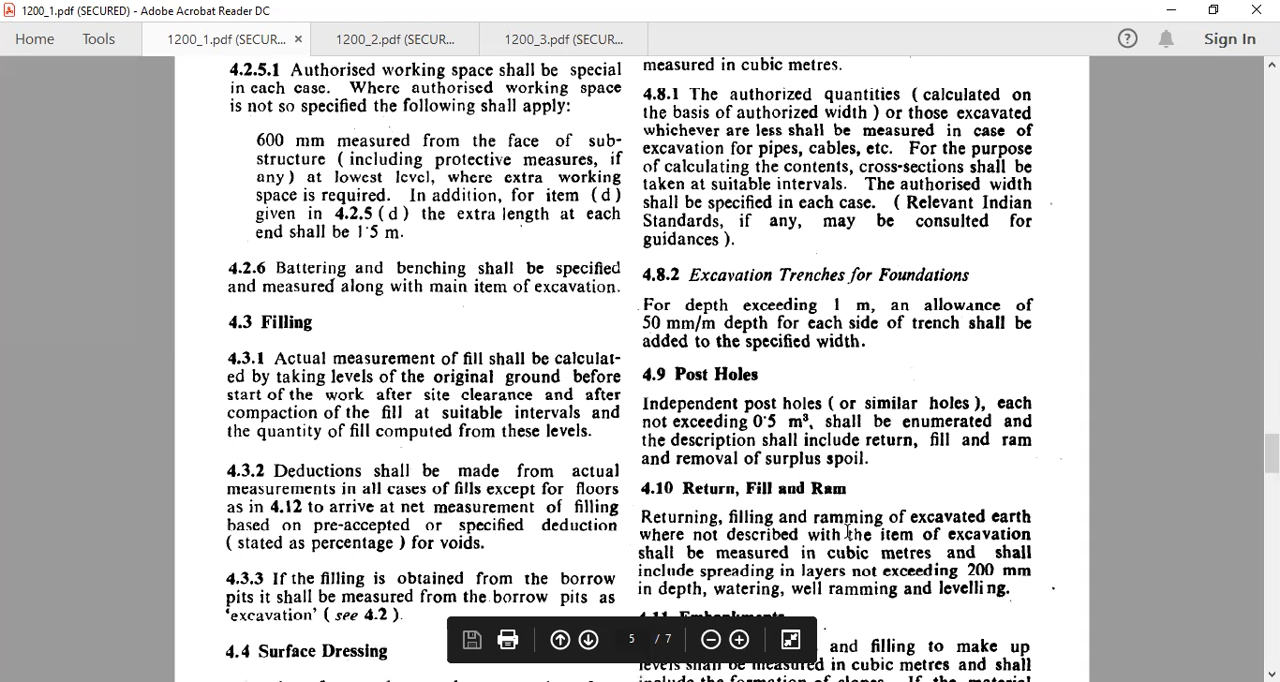 1200_1.pdf (SECURED) - Adobe Acrobat Reader DC
Home
Tools
1200_1.pdf (SECUR... ×
1200_2.pdf (SECUR...
1200_3.pdf (SECUR...
Sign In
4.2.5.1 Authorised working space shall be special
in each case. Where authorised working space
is not so specified the following shall apply:
600 mm measured from the face of sub-
structure ( including protective measures, if
any ) at lowest level, where extra working
space is required. In addition, for item ( d )
given in 4.2.5 ( d ) the extra length at each
end shall be 1·5 m.
4.2.6 Battering and benching shall be specified
and measured along with main item of excavation.
4.3 Filling
4.3.1 Actual measurement of fill shall be calculat-
ed by taking levels of the original ground before
start of the work after site clearance and after
compaction of the fill at suitable intervals and
the quantity of fill computed from these levels.
4.3.2 Deductions shall be made from actual
measurements in all cases of fills except for floors
as in 4.12 to arrive at net measurement of filling
based on pre-accepted or specified deduction
( stated as percentage ) for voids.
4.3.3 If the filling is obtained from the borrow
pits it shall be measured from the borrow pits as
‘excavation’ ( see 4.2 ).
4.4 Surface Dressing
measured in cubic metres.
4.8.1 The authorized quantities ( calculated on
the basis of authorized width ) or those excavated
whichever are less shall be measured in case of
excavation for pipes, cables, etc. For the purpose
of calculating the contents, cross-sections shall be
taken at suitable intervals. The authorised width
shall be specified in each case. ( Relevant Indian
Standards, if any, may be consulted for
guidances ).
4.8.2 Excavation Trenches for Foundations
For depth exceeding 1 m, an allowance of
50 mm/m depth for each side of trench shall be
added to the specified width.
4.9 Post Holes
Independent post holes ( or similar holes ), each
not exceeding 0·5 m³, shall be enumerated and
the description shall include return, fill and ram
and removal of surplus spoil.
4.10 Return, Fill and Ram
Returning, filling and ramming of excavated earth
where not described with the item of excavation
shall be measured in cubic metres and shall
include spreading in layers not exceeding 200 mm
in depth, watering, well ramming and levelling.
4.11 Embankments
and filling to make up
levels shall be measured in cubic metres and shall
include the formation of slopes. If the material
5 / 7